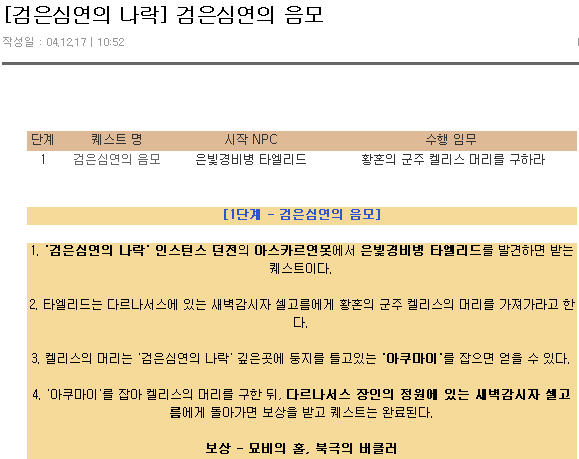 [검은심연의 나락] 검은심연의 음모
작성일 : 04.12.17 | 10:52
단계 퀘스트 명 시작 NPC 수행 임무
1 검은심연의 음모 은빛경비병 타엘리드 황혼의 군주 켈리스 머리를 구하라
[1단계 - 검은심연의 음모]
1. '검은심연의 나락' 인스턴스 던전의 아스카르연못에서 은빛경비병 타엘리드를 발견하면 받는
퀘스트이다.
2. 타엘리드는 다르나서스에 있는 새벽감시자 셀고름에게 황혼의 군주 켈리스의 머리를 가져가라고 한
다.
3. 켈리스의 머리는 '검은심연의 나락' 깊은곳에 둥지를 틀고있는 '아쿠마이'를 잡으면 얻을 수 있다.
4. '아쿠마이'를 잡아 켈리스의 머리를 구한 뒤, 다르나서스 장인의 정원에 있는 새벽감시자 셀고
름에게 돌아가면 보상을 받고 퀘스트는 완료된다.
보상 - 묘비의 홀, 북극의 버클러